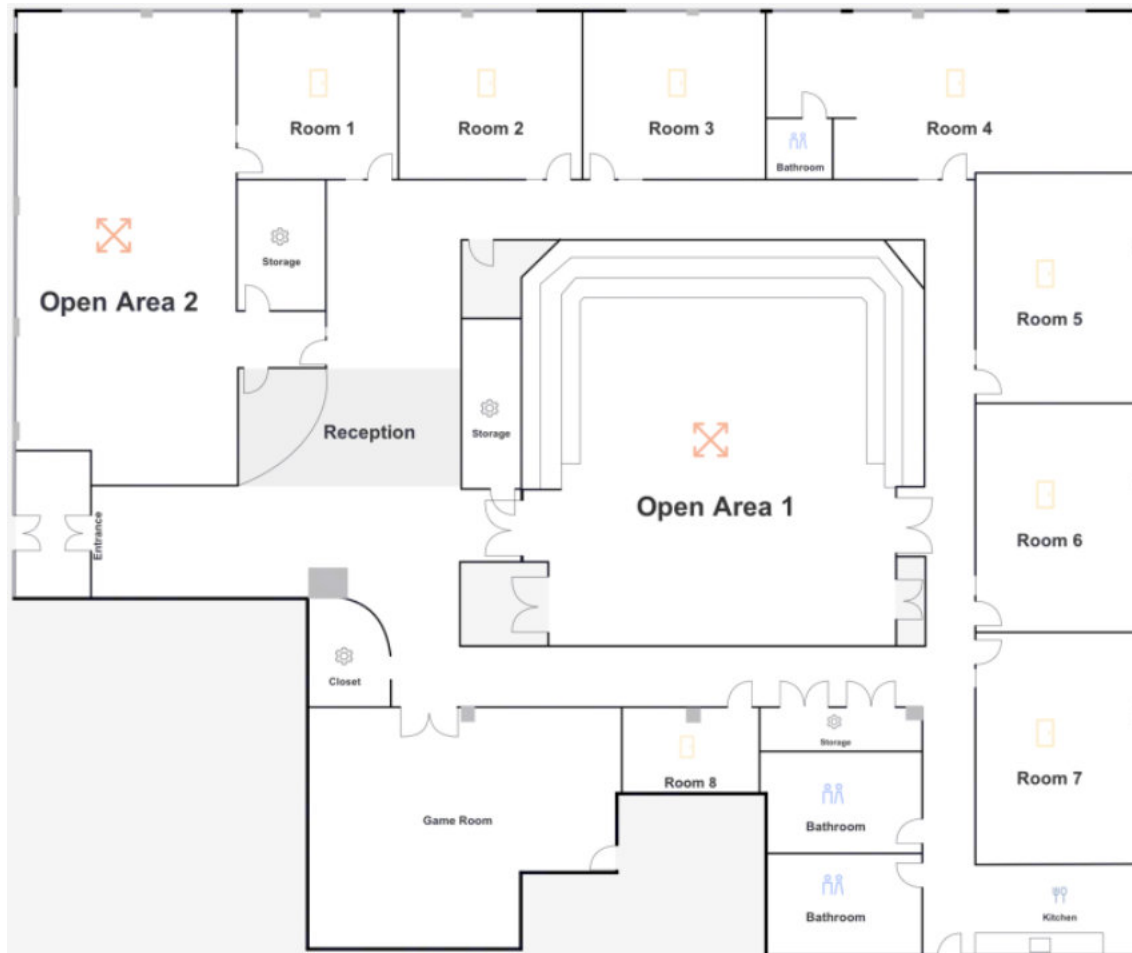 Room 1
Room 2
Room 3
Room 4
Bathroom
Storage
Open Area 2
Room 5
Reception
Storage
Open Area 1
Entrance
Room 6
Closet
Storage
Room 8
Room 7
Game Room
Bathroom
Bathroom
Kitchen